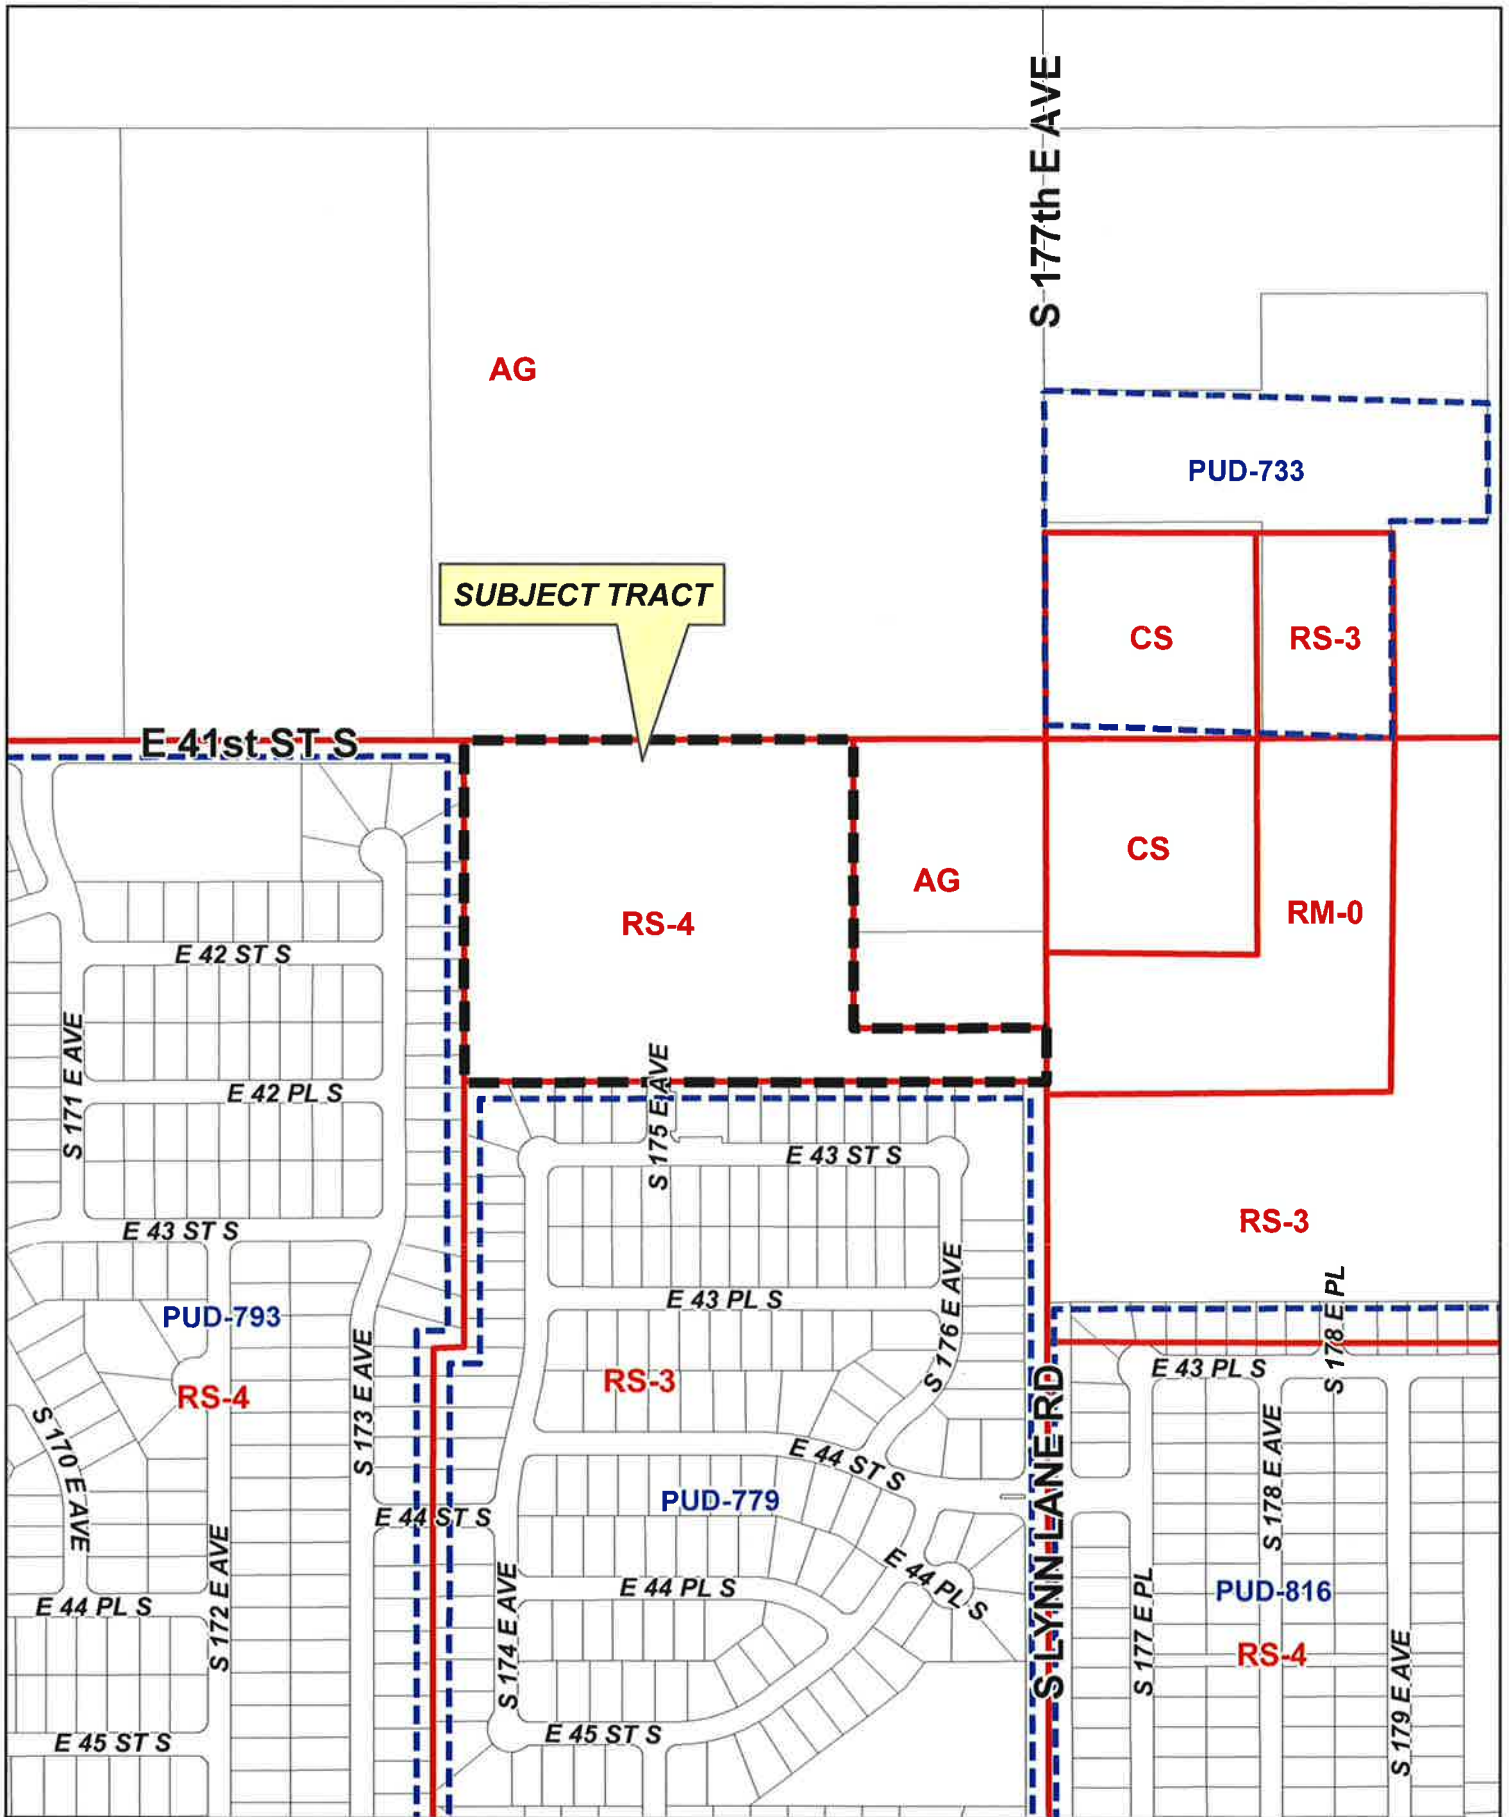 S 177th E AVE
AG
PUD-733
SUBJECT TRACT
CS
RS-3
E 41st ST S
CS
AG
RM-0
RS-4
E 42 ST S
S 171 E AVE
E 42 PL S
S 175 E AVE
E 43 ST S
RS-3
E 43 ST S
S 176 E AVE
E 43 PL S
S 178 E PL
PUD-793
E 43 PL S
RS-3
RS-4
S 173 E AVE
S LYNN LANE RD
S 170 E AVE
E 44 ST S
S 178 E AVE
PUD-779
E 44 ST S
S 172 E AVE
E 44 PL S
E 44 PL S
PUD-816
S 177 E PL
E 44 PL S
S 174 E AVE
RS-4
S 179 E AVE
E 45 ST S
E 45 ST S